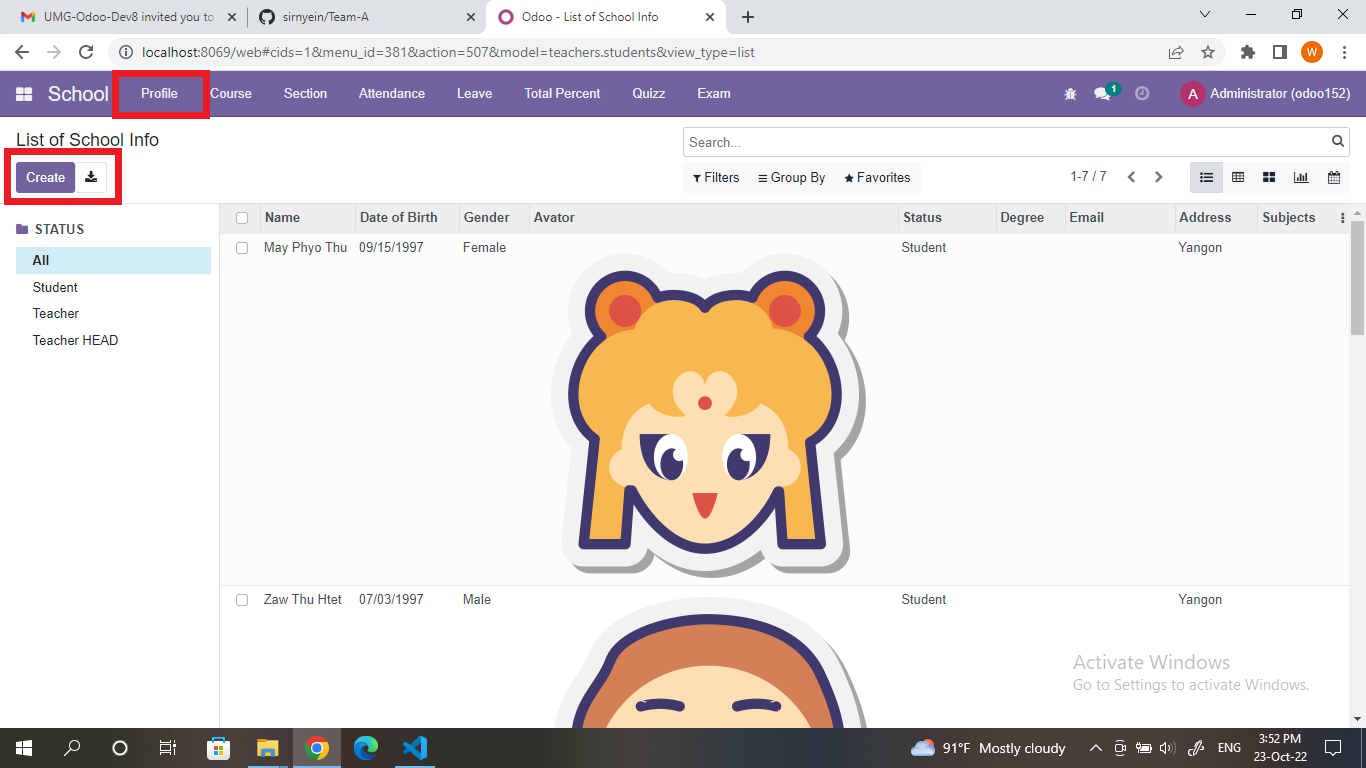 UMG-Odoo-Dev8 invited you to
sirnyein/Team-A
Odoo - List of School Info
localhost:8069/web#cids=1&menu_id=381&action=507&model=teachers.students&view_type=list
W
School
Profile
Course
Section
Attendance
Leave
Total Percent
Quizz
Exam
1
A
Administrator (odoo152)
List of School Info
Search...
Create
Filters
Group By
Favorites
1-7 / 7
STATUS
All
Student
Teacher
Teacher HEAD
Name Date of Birth Gender Avator Status Degree Email Address Subjects
May Phyo Thu 09/15/1997 Female Student Yangon
Zaw Thu Htet 07/03/1997 Male Student Yangon
Activate Windows
Go to Settings to activate Windows.
91°F Mostly cloudy
ENG
3:52 PM
23-Oct-22